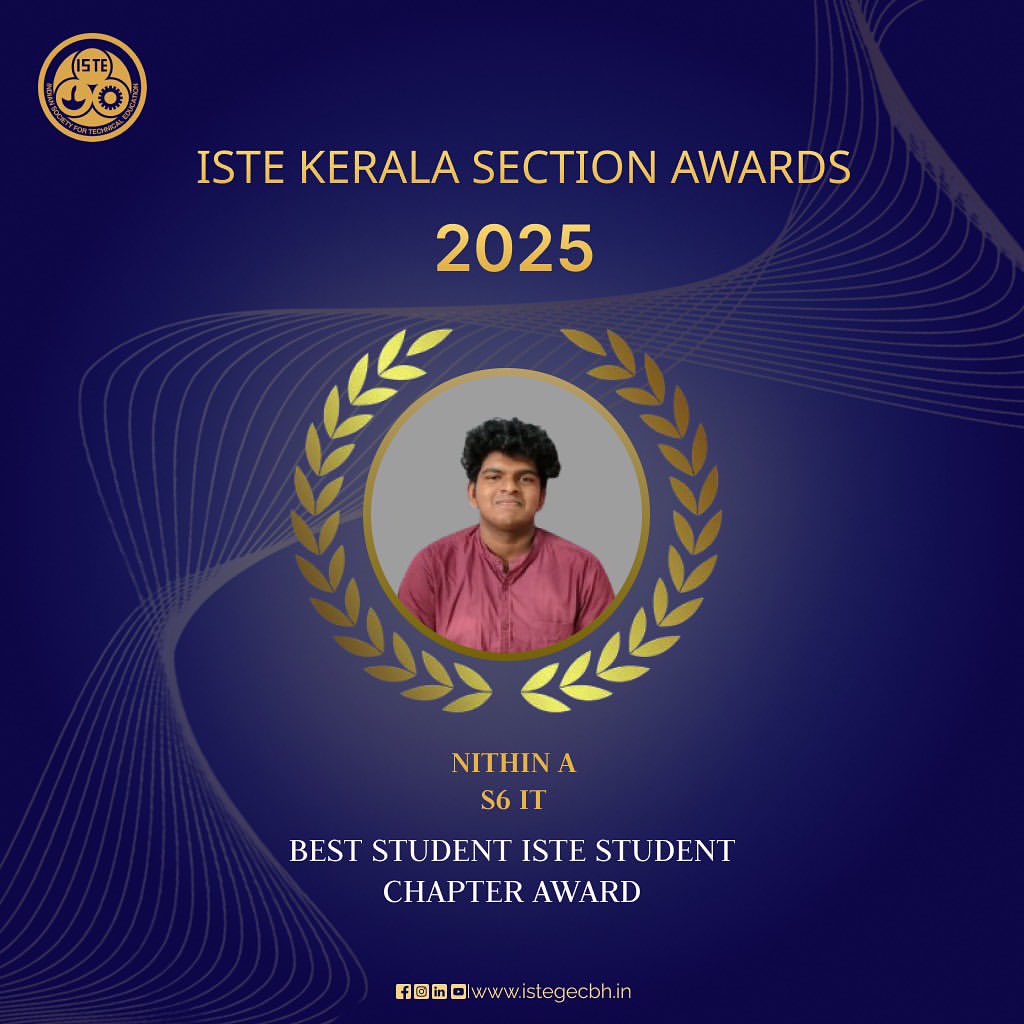 ISTE
INDIAN SOCIETY FOR TECHNICAL EDUCATION
ISTE KERALA SECTION AWARDS
2025
NITHIN A
S6 IT
BEST STUDENT ISTE STUDENT
CHAPTER AWARD
|www.istegecbh.in